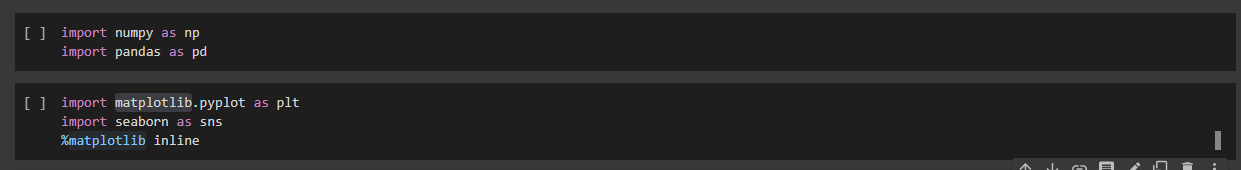 [ ] import numpy as np
import pandas as pd
[ ] import matplotlib.pyplot as plt
import seaborn as sns
%matplotlib inline